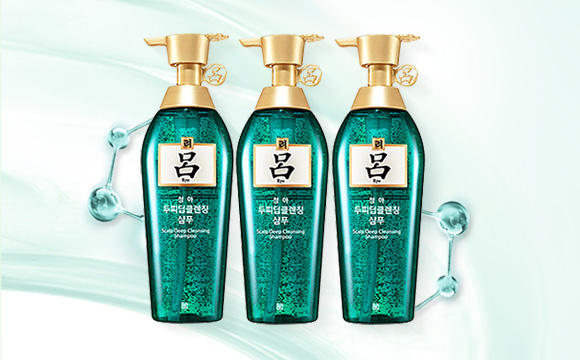 려
呂
Ryo
청아
두피딥클렌징
샴푸
Scalp Deep Cleansing
Shampoo
려
呂
Ryo
청아
두피딥클렌징
샴푸
Scalp Deep Cleansing
Shampoo
려
呂
Ryo
청아
두피딥클렌징
샴푸
Scalp Deep Cleansing
Shampoo